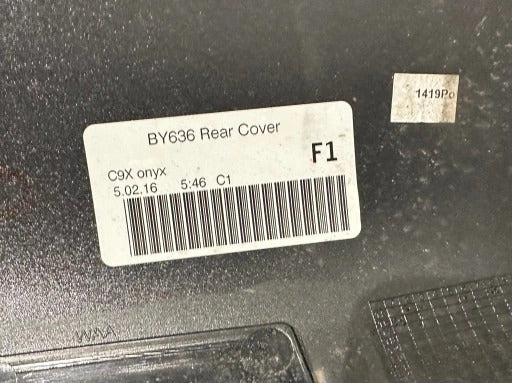 BY636 Rear Cover
F1
C9X onyx
5.02.16 5:46 C1
1419Po